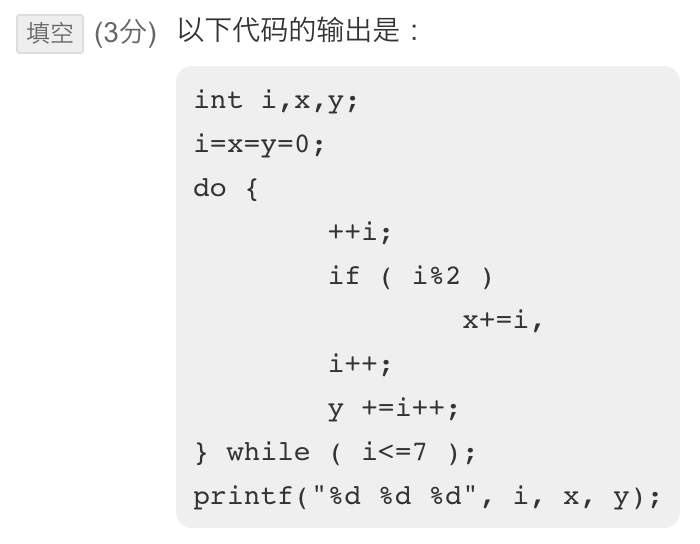 填空 (3分) 以下代码的输出是：
int i,x,y;
i=x=y=0;
do {
++i;
if ( i%2 )
x+=i,
i++;
y +=i++;
} while ( i<=7 );
printf("%d %d %d", i, x, y);